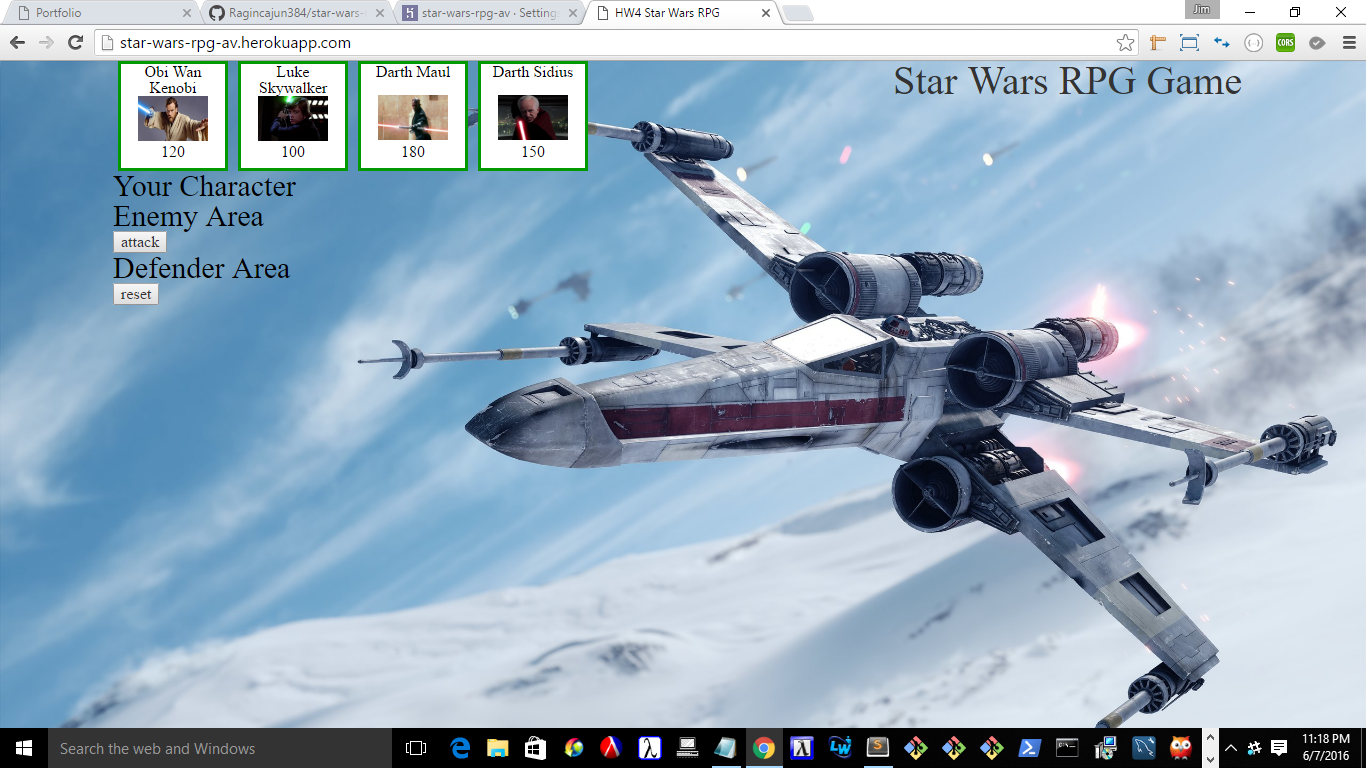 Jim
Portfolio
Ragincajun384/star-wars-
star-wars-rpg-av · Setting
HW4 Star Wars RPG
star-wars-rpg-av.herokuapp.com
CORS
Star Wars RPG Game
Obi Wan
Kenobi
120
Luke
Skywalker
100
Darth Maul
180
Darth Sidius
150
Your Character
Enemy Area
attack
Defender Area
reset
Search the web and Windows
Lw
S
11:18 PM
6/7/2016